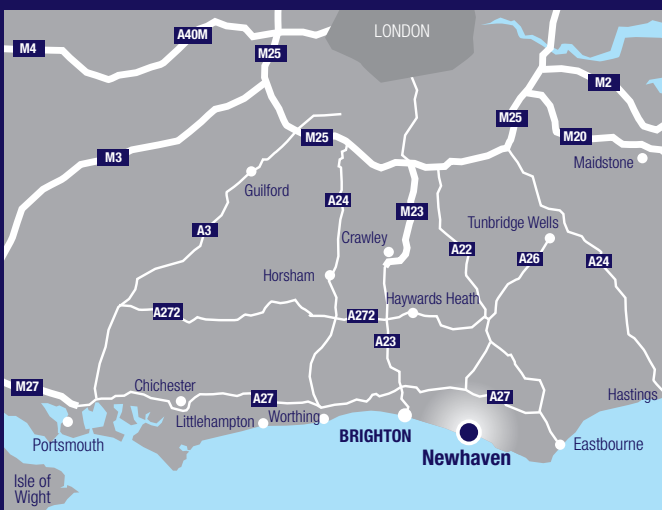 LONDON
A40M
M4
M25
M2
M25
M20
M25
M3
Maidstone
Guilford
A24
M23
Tunbridge Wells
A3
Crawley
A22
A26
A24
Horsham
Haywards Heath
A272
A272
A23
M27
Chichester
A27
A27
Hastings
Littlehampton
Worthing
BRIGHTON
Portsmouth
Eastbourne
Newhaven
Isle of
Wight